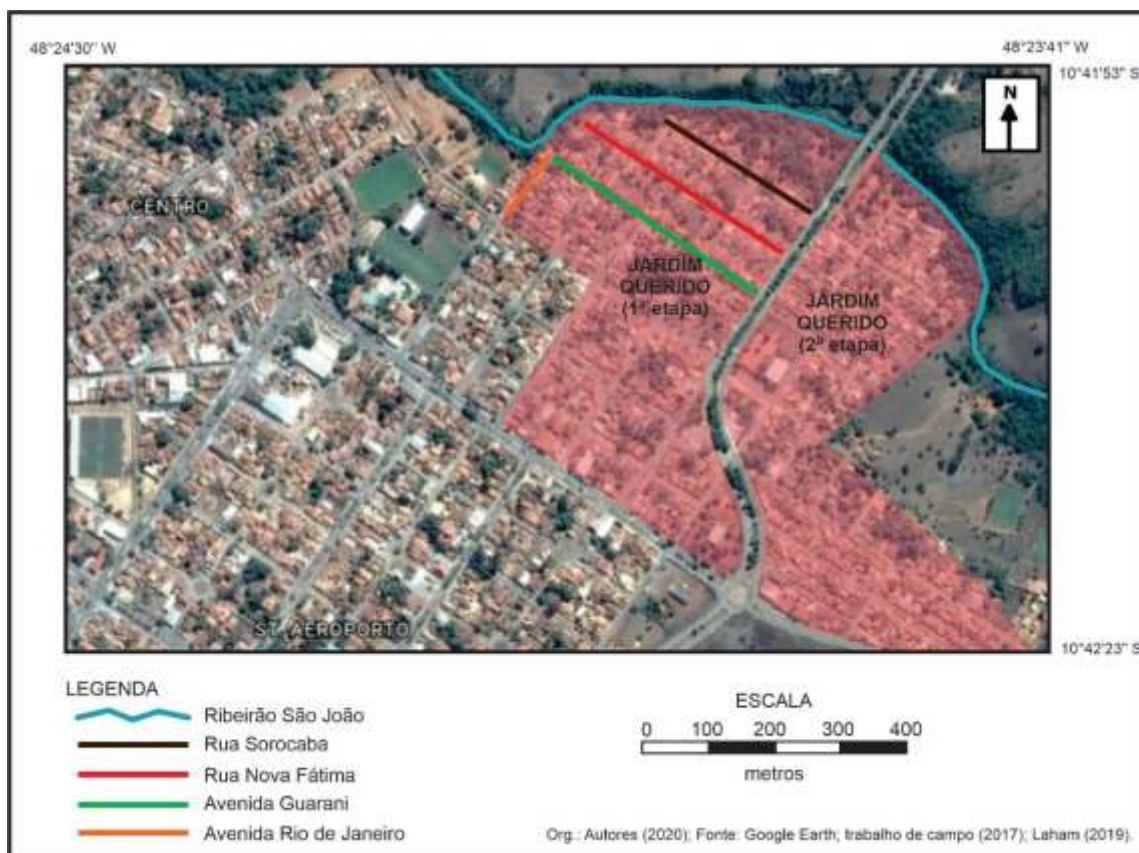 48°24'30" W
48°23'41" W
10°41'53" S
N
CENTRO
JARDIM
QUERIDO
(1ª etapa)
JARDIM
QUERIDO
(2ª etapa)
ST. AEROPORTO
10°42'23" S
LEGENDA
Ribeirão São João
Rua Sorocaba
Rua Nova Fátima
Avenida Guarani
Avenida Rio de Janeiro
ESCALA
0 100 200 300 400
metros
Org.: Autores (2020); Fonte: Google Earth; trabalho de campo (2017); Laham (2019).